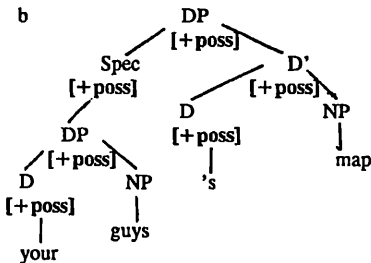 b DP
Spec [+poss] D'
[+poss] D [+poss] NP
DP [+poss]
D [+poss] NP 's map
[+poss] guys
your